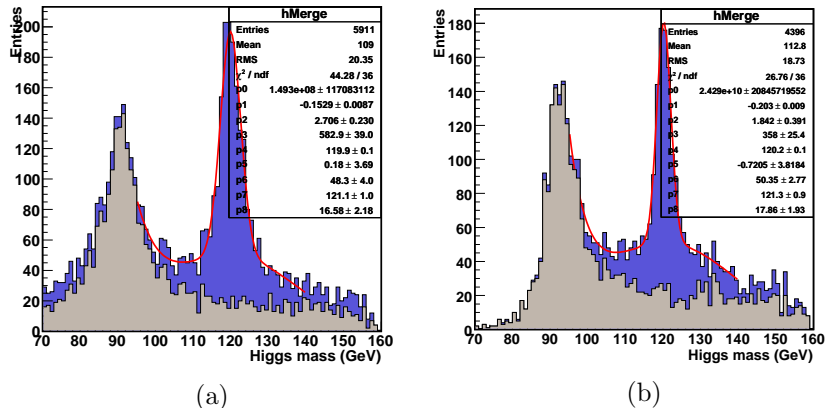 hMerge
Entries 5911
Mean 109
RMS 20.35
χ² / ndf 44.28 / 36
p0 1.493e+08 ± 117083112
p1 -0.1529 ± 0.0087
p2 2.706 ± 0.230
p3 582.9 ± 39.0
p4 119.9 ± 0.1
p5 0.18 ± 3.69
p6 48.3 ± 4.0
p7 121.1 ± 1.0
p8 16.58 ± 2.18
Entries
200
180
160
140
120
100
80
60
40
20
0
70 80 90 100 110 120 130 140 150 160
Higgs mass (GeV)
(a)
hMerge
Entries 4396
Mean 112.8
RMS 18.73
χ² / ndf 26.76 / 36
p0 2.429e+10 ± 20845719552
p1 -0.203 ± 0.009
p2 1.842 ± 0.391
p3 358 ± 25.4
p4 120.2 ± 0.1
p5 -0.7205 ± 3.8184
p6 50.35 ± 2.77
p7 121.3 ± 0.9
p8 17.86 ± 1.93
Entries
180
160
140
120
100
80
60
40
20
0
70 80 90 100 110 120 130 140 150 160
Higgs mass (GeV)
(b)